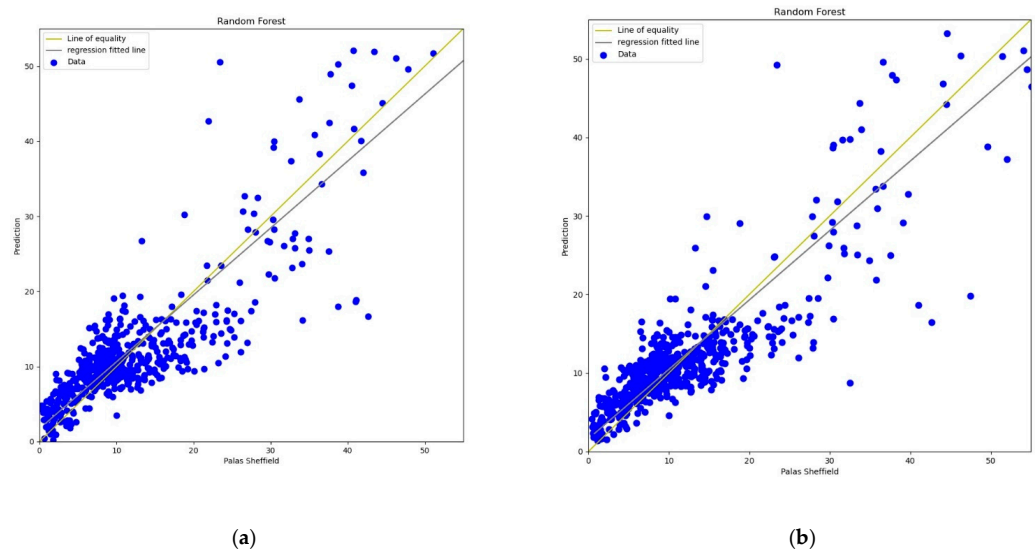 Random Forest
Line of equality
regression fitted line
Data
50
40
30
20
10
0
Prediction
0 10 20 30 40 50
Palas Sheffield
(a)
Random Forest
Line of equality
regression fitted line
Data
50
40
30
20
10
0
Prediction
0 10 20 30 40 50
Palas Sheffield
(b)